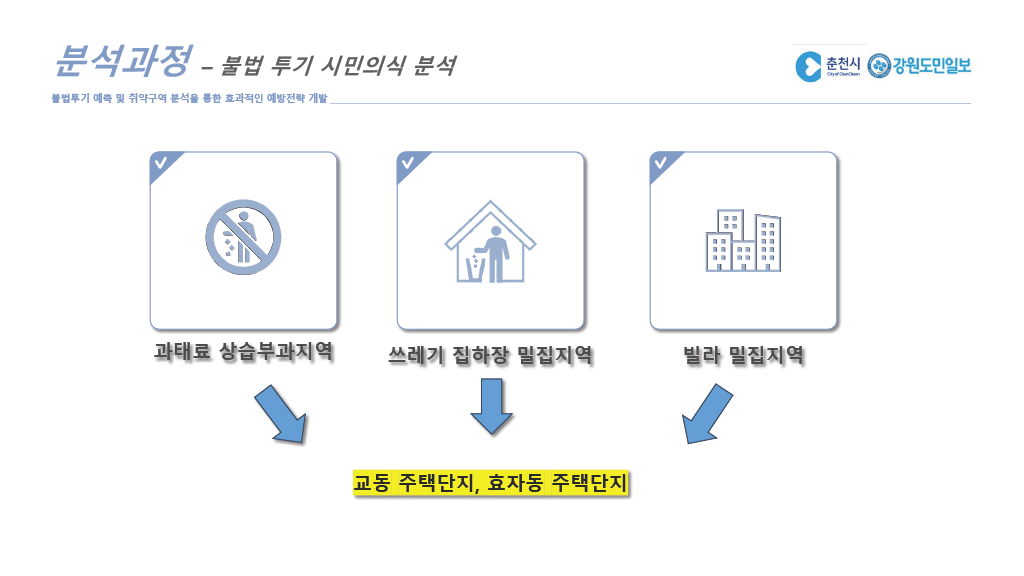 분석과정 – 불법 투기 시민의식 분석
춘천시
City of ChunCheon
강원도민일보
불법투기 예측 및 취약구역 분석을 통한 효과적인 예방전략 개발
과태료 상습부과지역
쓰레기 집하장 밀집지역
빌라 밀집지역
교동 주택단지, 효자동 주택단지